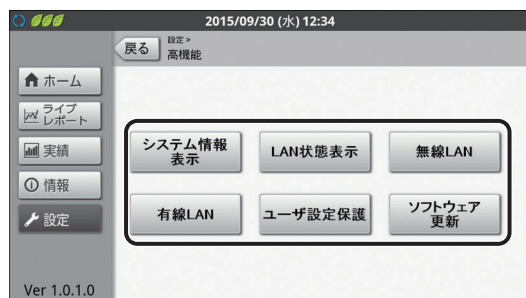 2015/09/30 (水) 12:34
戻る
設定 >
高機能
ホーム
ライブ
レポート
実績
情報
設定
システム情報
表示
LAN状態表示
無線LAN
有線LAN
ユーザ設定保護
ソフトウェア
更新
Ver 1.0.1.0